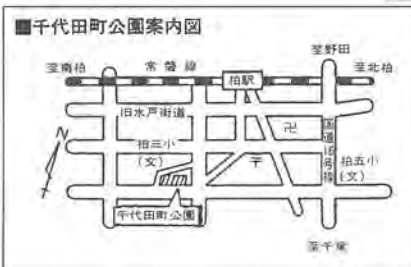 ■千代田町公園案内図
至野田
至南柏
常磐線
柏駅
至北柏
旧水戸街道
柏三小
(文)
国道16号線
柏五小
(文)
N
千代田町公園
至千葉